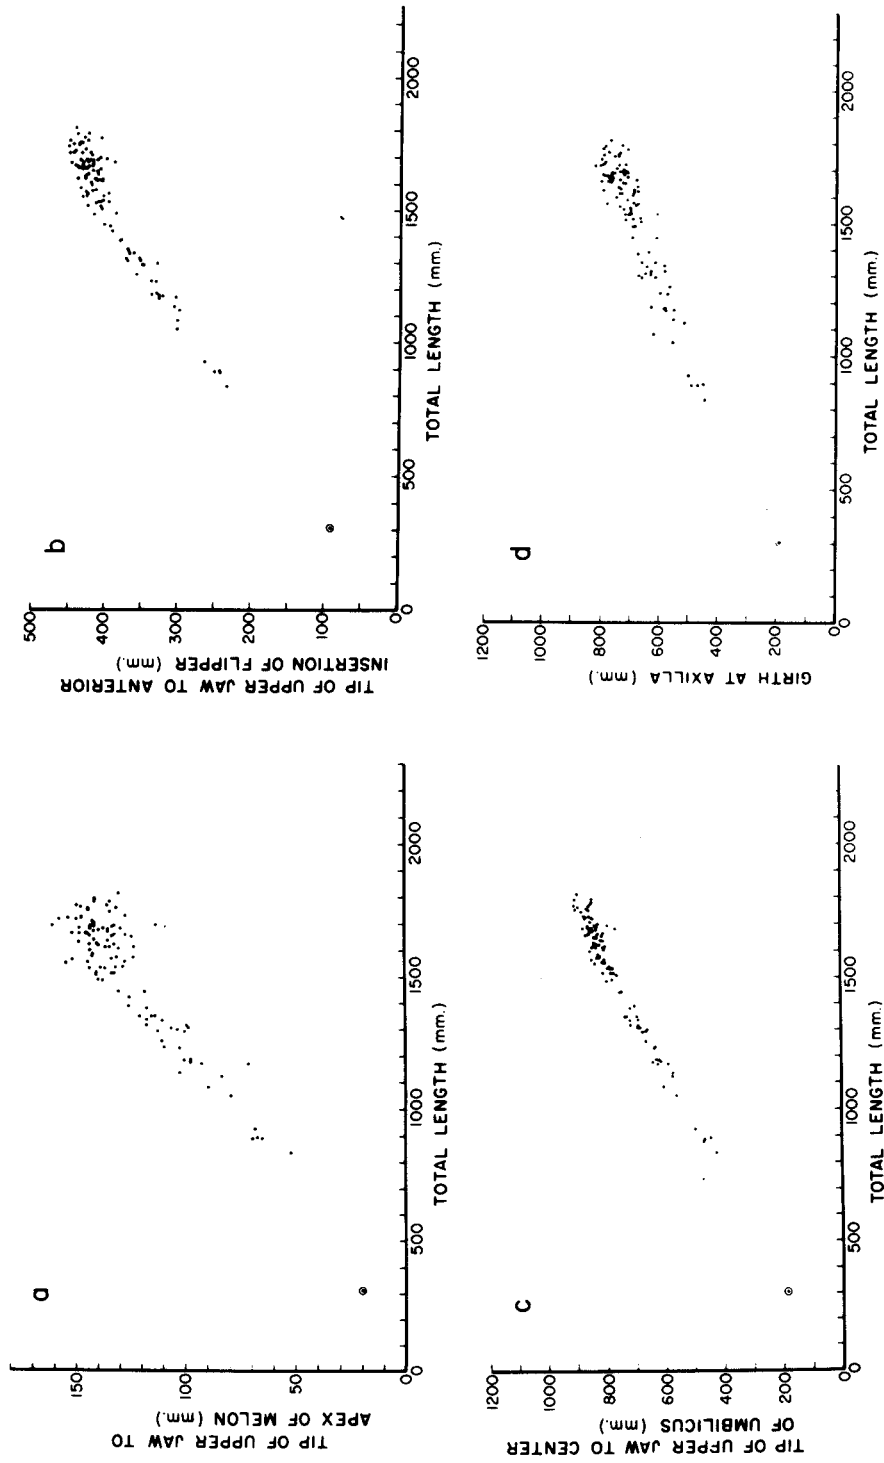 a
TIP OF UPPER JAW TO
APEX OF MELON (mm.)
150
100
50
0
0
500
1000
1500
2000
TOTAL LENGTH (mm.)
b
TIP OF UPPER JAW TO ANTERIOR
INSERTION OF FLIPPER (mm.)
500
400
300
200
100
0
0
500
1000
1500
2000
TOTAL LENGTH (mm.)
c
TIP OF UPPER JAW TO CENTER
OF UMBILICUS (mm.)
1200
1000
800
600
400
200
0
0
500
1000
1500
2000
TOTAL LENGTH (mm.)
d
GIRTH AT AXILLA (mm.)
1200
1000
800
600
400
200
0
0
500
1000
1500
2000
TOTAL LENGTH (mm.)